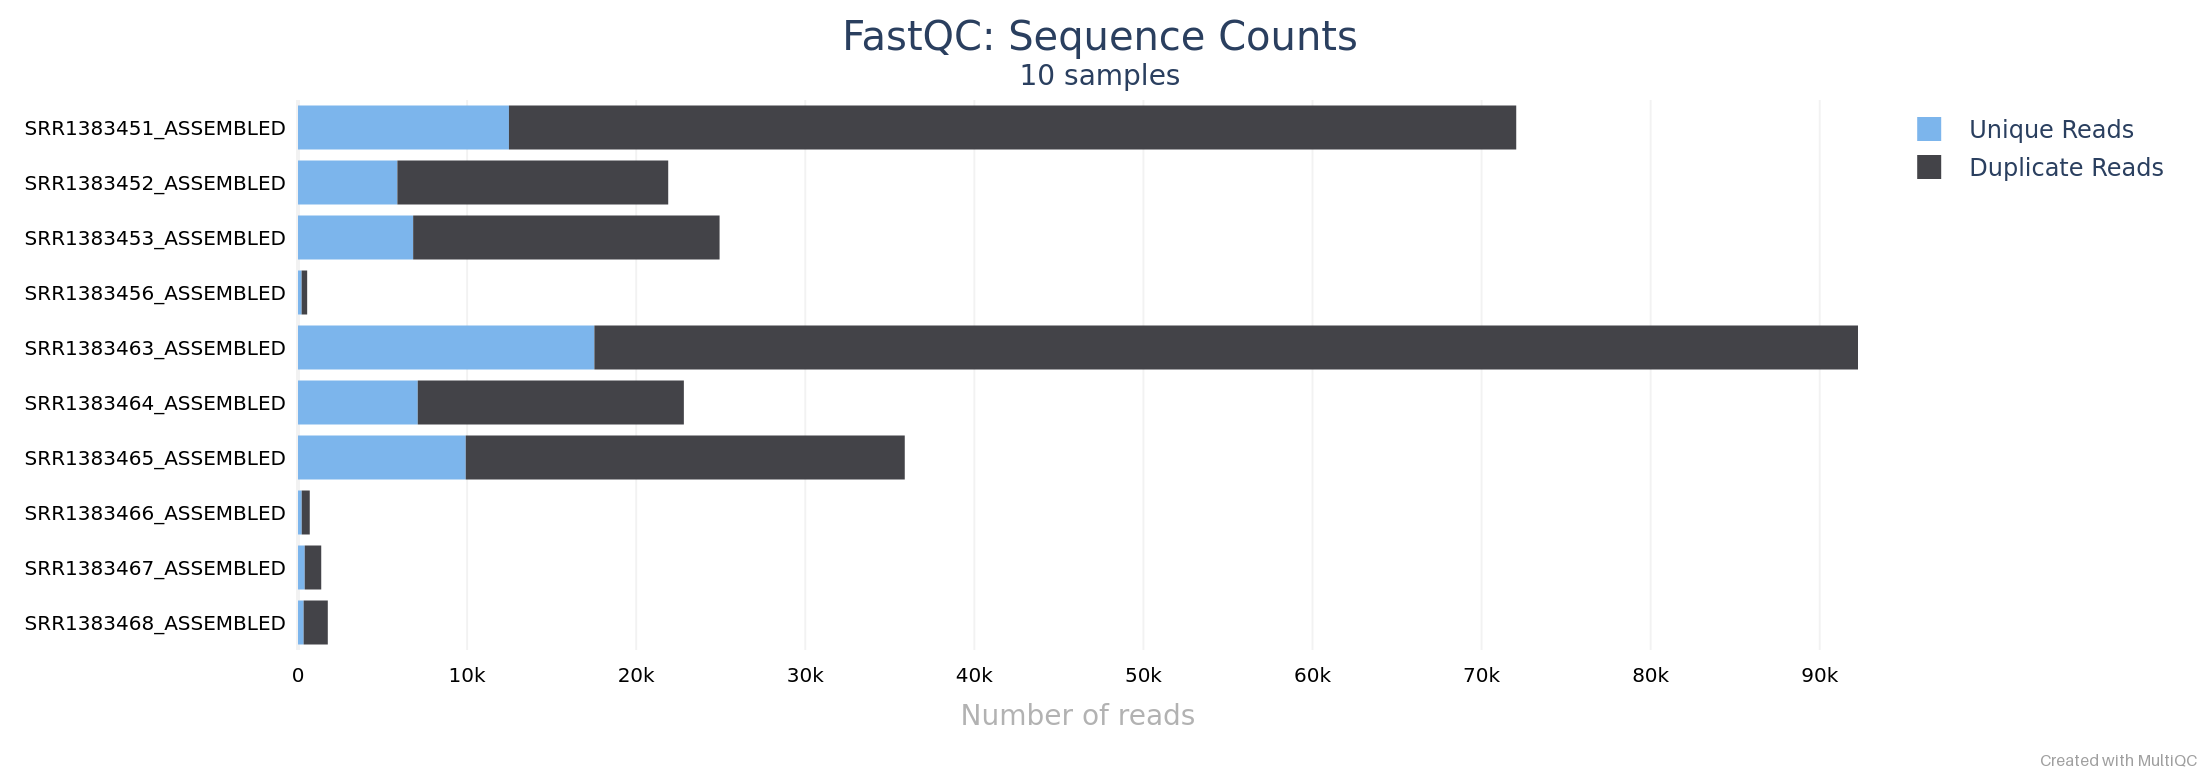 FastQC: Sequence Counts
10 samples
SRR1383451_ASSEMBLED
SRR1383452_ASSEMBLED
SRR1383453_ASSEMBLED
SRR1383456_ASSEMBLED
SRR1383463_ASSEMBLED
SRR1383464_ASSEMBLED
SRR1383465_ASSEMBLED
SRR1383466_ASSEMBLED
SRR1383467_ASSEMBLED
SRR1383468_ASSEMBLED
Unique Reads
Duplicate Reads
0 10k 20k 30k 40k 50k 60k 70k 80k 90k
Number of reads
Created with MultiQC